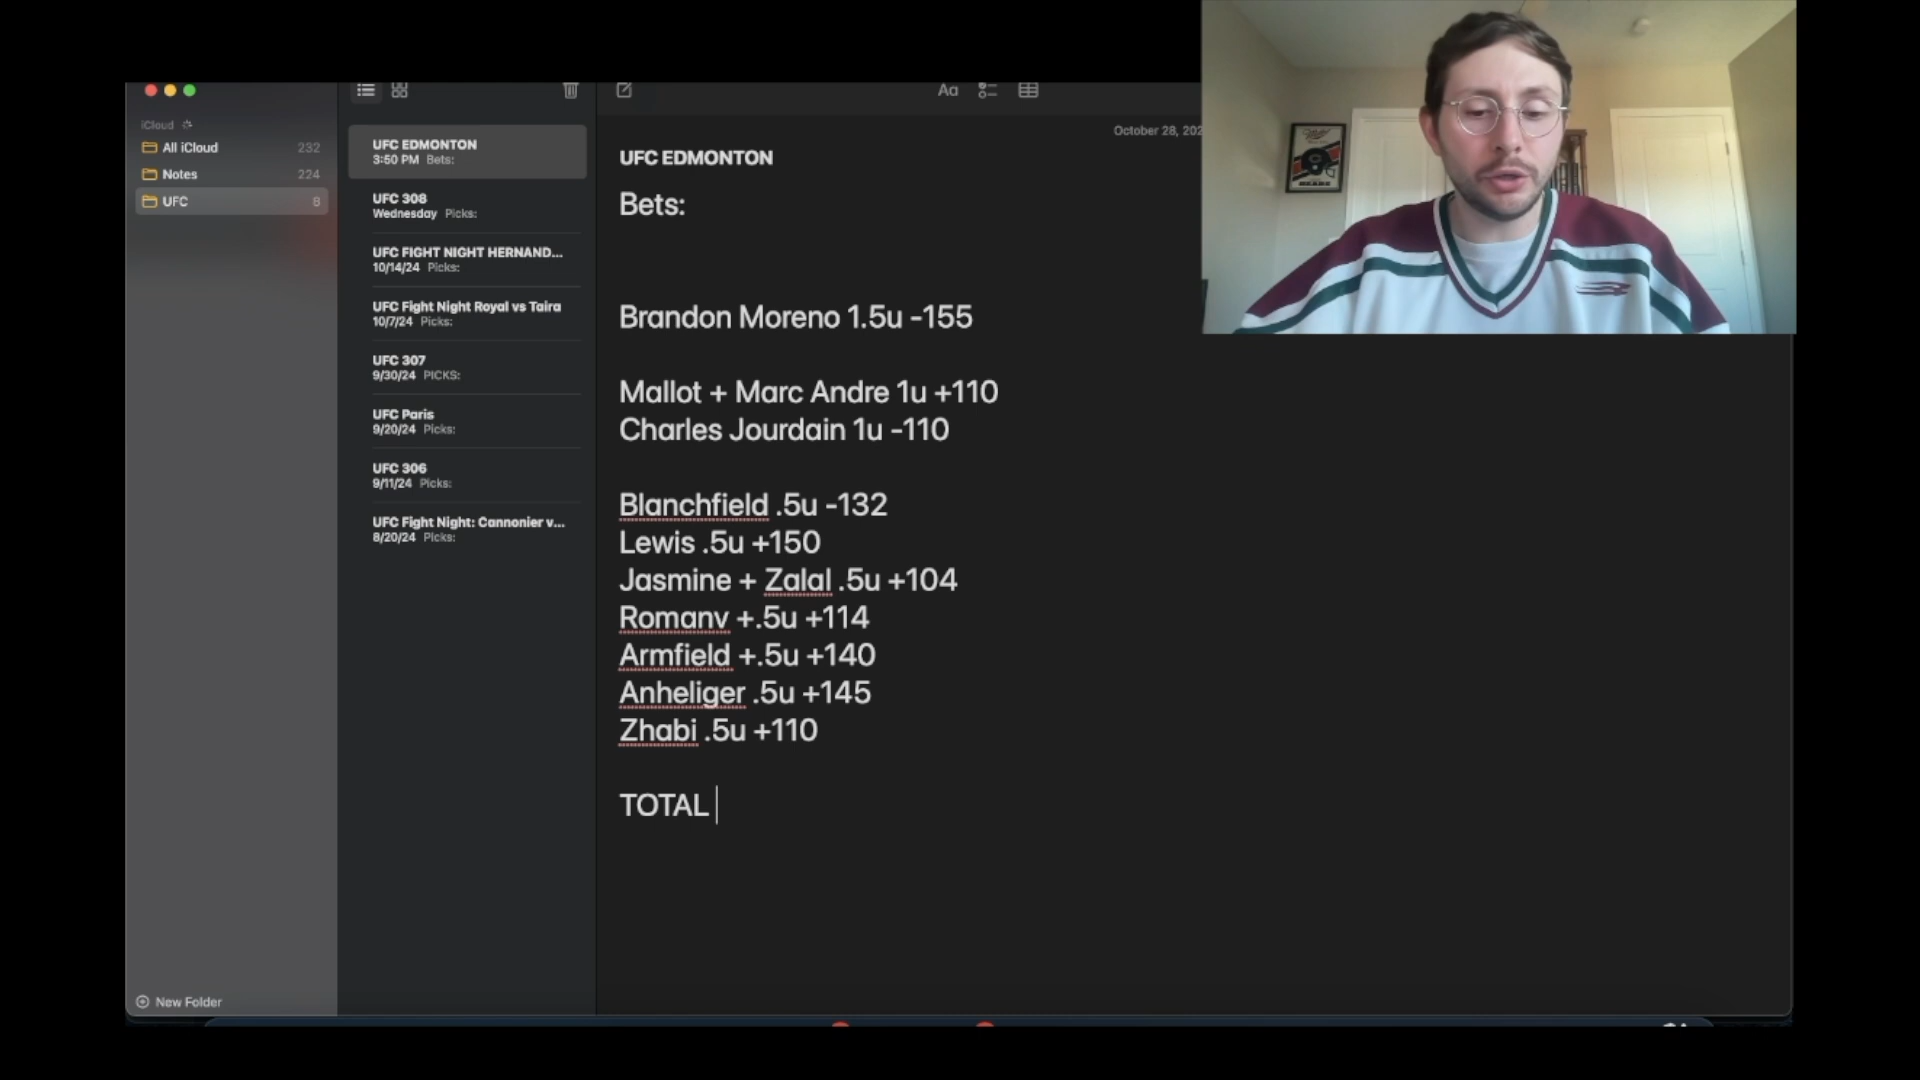 iCloud
All iCloud 232
Notes 224
UFC 8
New Folder
UFC EDMONTON
3:50 PM Bets:
UFC 308
Wednesday Picks:
UFC FIGHT NIGHT HERNAND...
10/14/24 Picks:
UFC Fight Night Royal vs Taira
10/7/24 Picks:
UFC 307
9/30/24 PICKS:
UFC Paris
9/20/24 Picks:
UFC 306
9/11/24 Picks:
UFC Fight Night: Cannonier v...
8/20/24 Picks:
Aa
October 28, 202
UFC EDMONTON
Bets:
Brandon Moreno 1.5u -155
Mallot + Marc Andre 1u +110
Charles Jourdain 1u -110
Blanchfield .5u -132
Lewis .5u +150
Jasmine + Zalal .5u +104
Romanv +.5u +114
Armfield +.5u +140
Anheliger .5u +145
Zhabi .5u +110
TOTAL